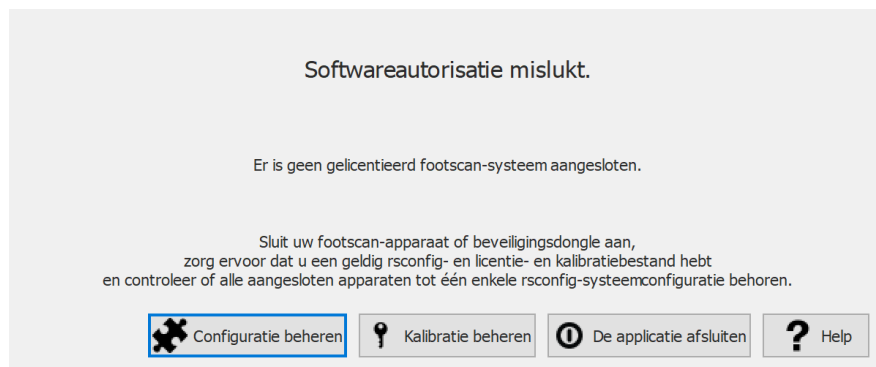 Softwareautorisatie mislukt.
Er is geen gelicentieerd footscan-systeem aangesloten.
Sluit uw footscan-apparaat of beveiligingsdongle aan,
zorg ervoor dat u een geldig rsconfig- en licentie- en kalibratiebestand hebt
en controleer of alle aangesloten apparaten tot één enkele rsconfig-systeemconfiguratie behoren.
Configuratie beheren
Kalibratie beheren
De applicatie afsluiten
Help